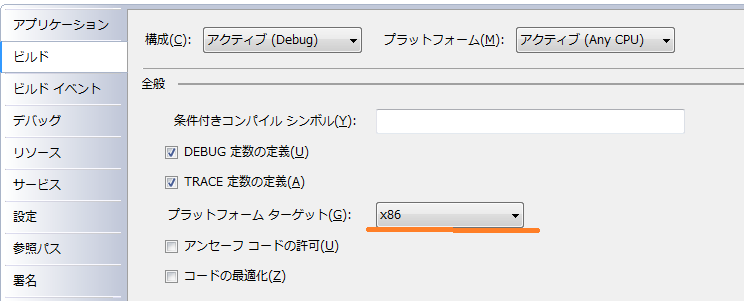 アプリケーション
ビルド
ビルド イベント
デバッグ
リソース
サービス
設定
参照パス
署名
構成(C): アクティブ (Debug) プラットフォーム(M): アクティブ (Any CPU)
全般
条件付きコンパイル シンボル(Y):
DEBUG 定数の定義(U)
TRACE 定数の定義(A)
プラットフォーム ターゲット(G): x86
アンセーフ コードの許可(U)
コードの最適化(Z)